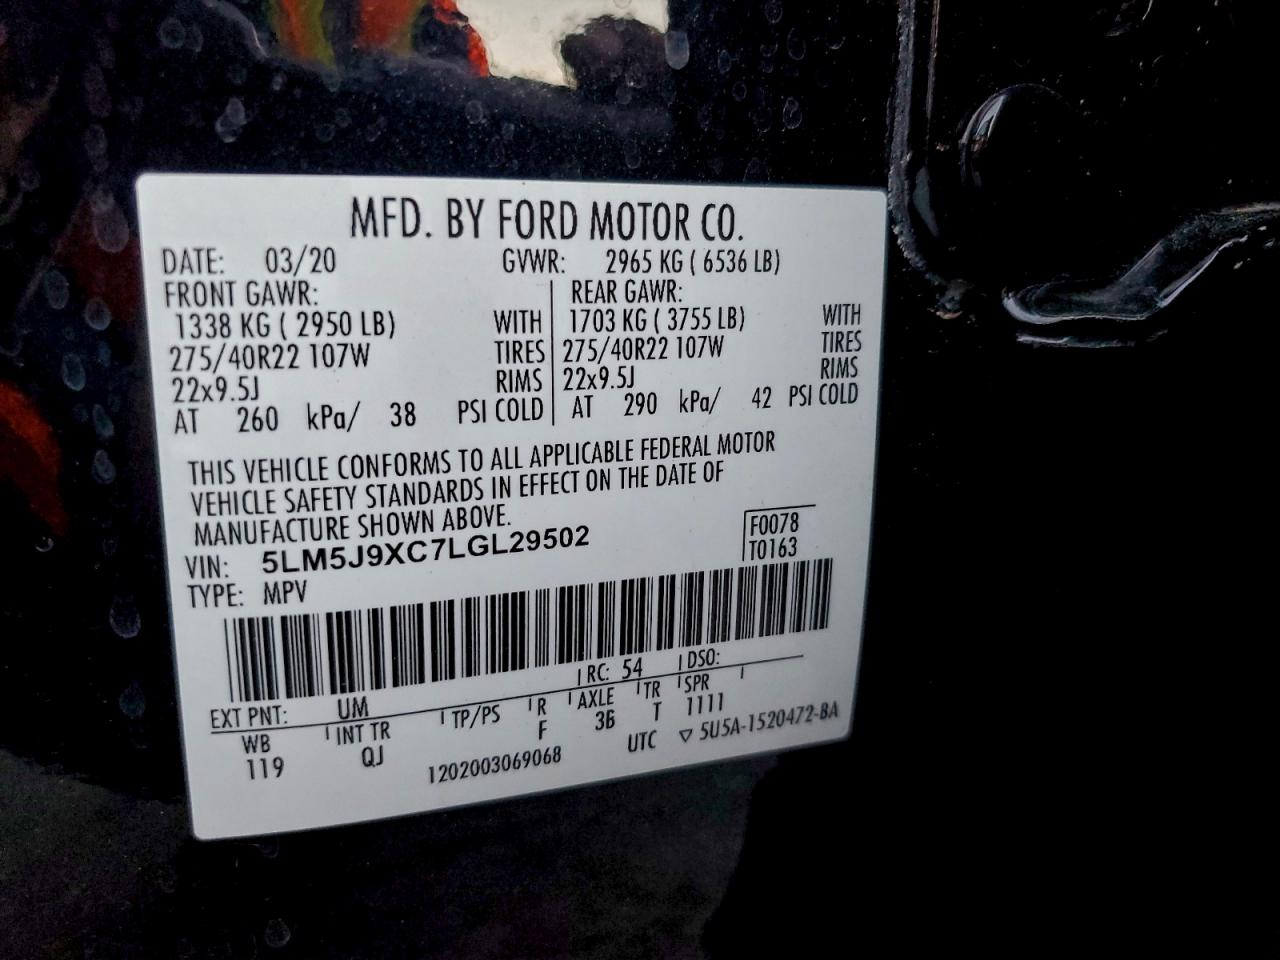 MFD. BY FORD MOTOR CO.
DATE: 03/20 GVWR: 2965 KG ( 6536 LB)
FRONT GAWR: REAR GAWR:
1338 KG ( 2950 LB) WITH 1703 KG ( 3755 LB) WITH
275/40R22 107W TIRES 275/40R22 107W TIRES
22x9.5J RIMS 22x9.5J RIMS
AT 260 kPa/ 38 PSI COLD AT 290 kPa/ 42 PSI COLD
THIS VEHICLE CONFORMS TO ALL APPLICABLE FEDERAL MOTOR
VEHICLE SAFETY STANDARDS IN EFFECT ON THE DATE OF
MANUFACTURE SHOWN ABOVE.
F0078
VIN: 5LM5J9XC7LGL29502 T0163
TYPE: MPV
EXT PNT: UM RC: 54 DSO:
WB INT TR TP/PS R AXLE TR SPR
119 QJ F 36 T 1111
1202003069068 UTC ▽ 5U5A-1520472-BA